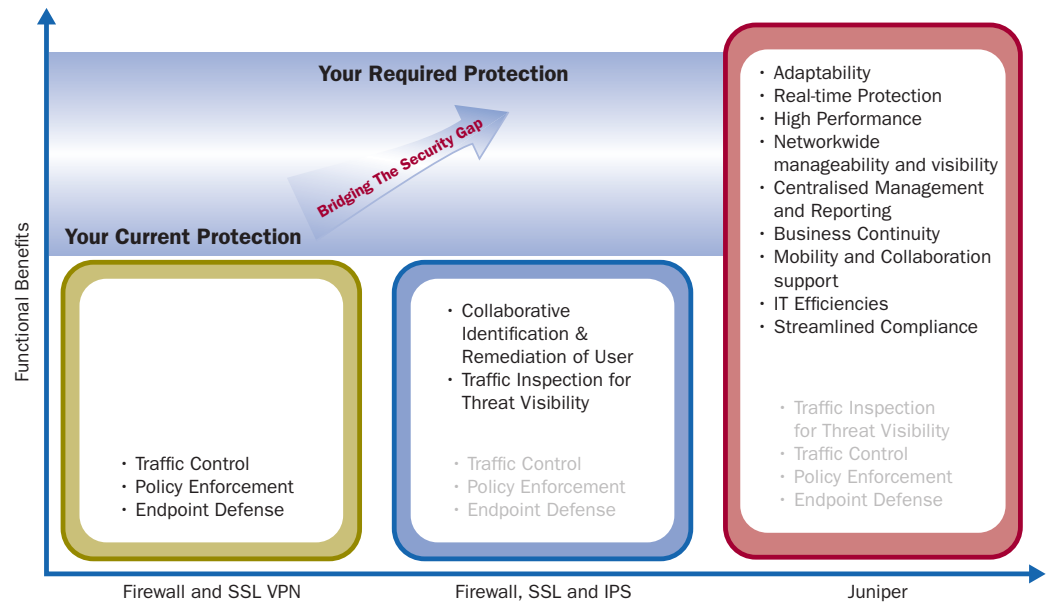 Your Required Protection
Bridging The Security Gap
Your Current Protection
Functional Benefits
· Traffic Control
· Policy Enforcement
· Endpoint Defense
· Collaborative
Identification &
Remediation of User
· Traffic Inspection for
Threat Visibility
· Traffic Control
· Policy Enforcement
· Endpoint Defense
· Adaptability
· Real-time Protection
· High Performance
· Networkwide
manageability and visibility
· Centralised Management
and Reporting
· Business Continuity
· Mobility and Collaboration
support
· IT Efficiencies
· Streamlined Compliance
· Traffic Inspection
for Threat Visibility
· Traffic Control
· Policy Enforcement
· Endpoint Defense
Firewall and SSL VPN
Firewall, SSL and IPS
Juniper